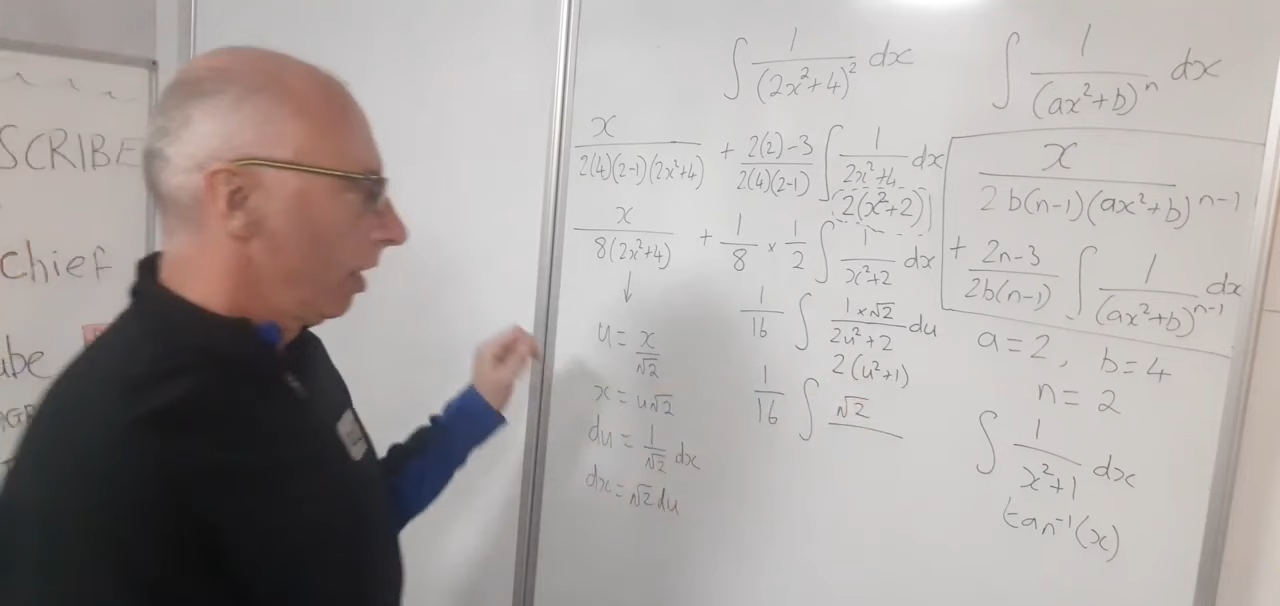 SCRIBE
chief
ube
∫ 1/(2x²+4)² dx
x/(2(4)(2-1)(2x²+4)) + (2(2)-3)/(2(4)(2-1)) ∫ 1/(2x²+4) dx
2(x²+2)
x/(8(2x²+4)) + 1/8 × 1/2 ∫ 1/(x²+2) dx
↓
1/16 ∫ (1×√2)/(2u²+2) du
2(u²+1)
1/16 ∫ √2/
u = x/√2
x = u√2
du = 1/√2 dx
dx = √2 du
∫ 1/(ax²+b)ⁿ dx
x/(2b(n-1)(ax²+b)ⁿ⁻¹)
+ (2n-3)/(2b(n-1)) ∫ 1/(ax²+b)ⁿ⁻¹ dx
a = 2, b = 4
n = 2
∫ 1/(x²+1) dx
tan⁻¹(x)